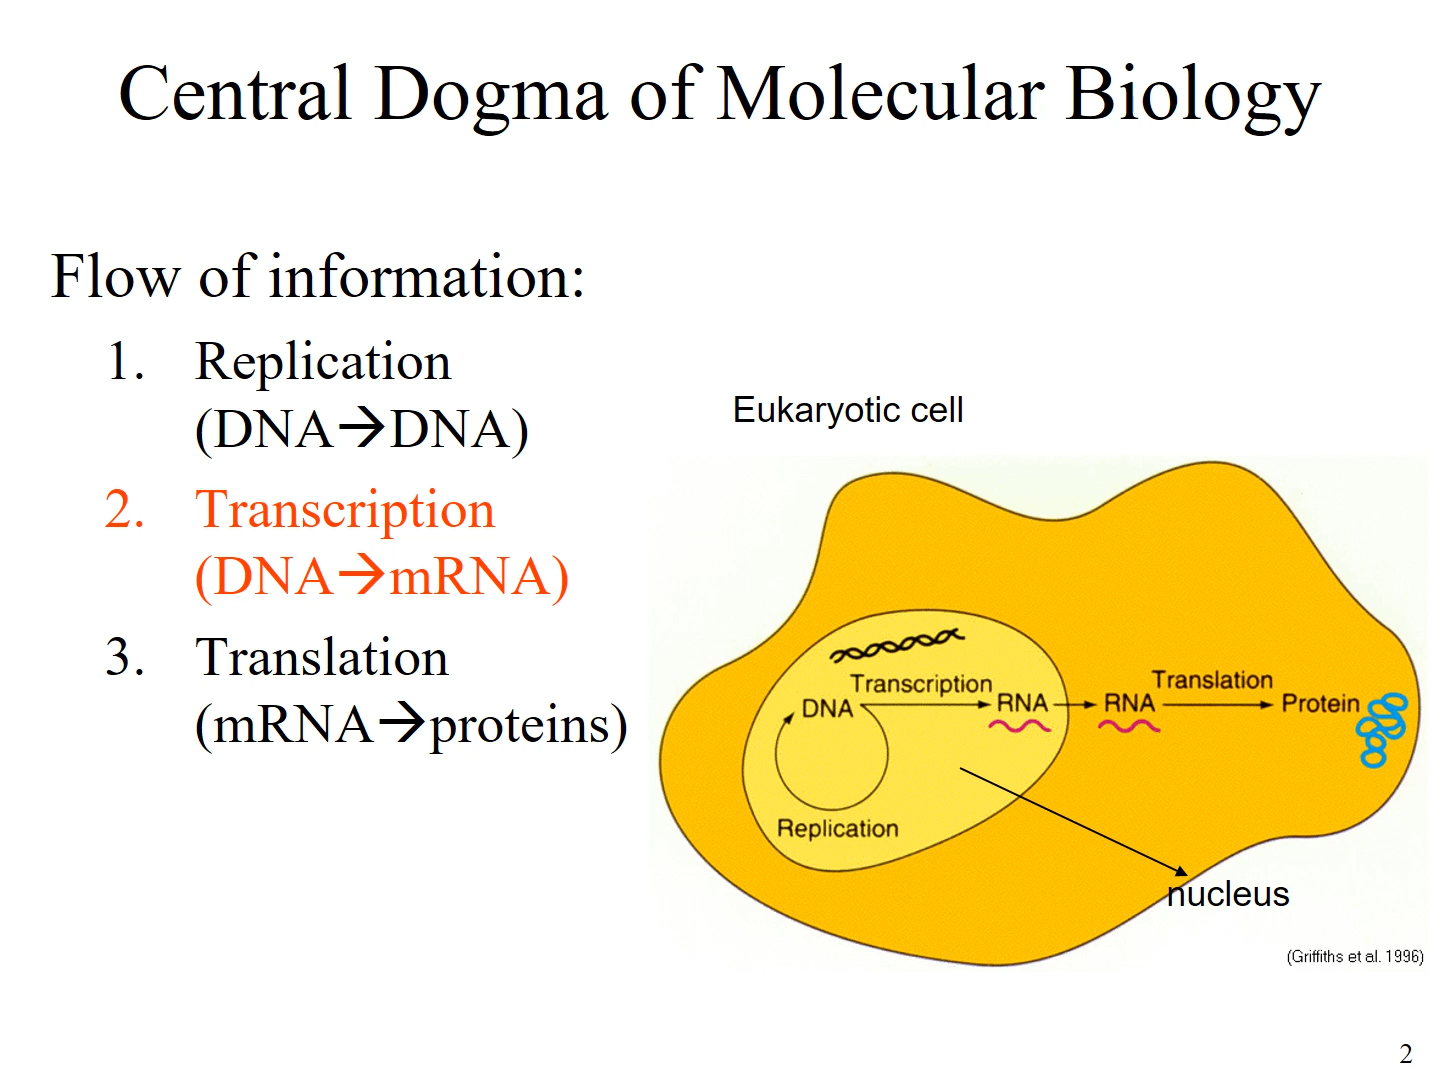 Central Dogma of Molecular Biology
Flow of information:
1. Replication
(DNA→DNA)
2. Transcription
(DNA→mRNA)
3. Translation
(mRNA→proteins)
Eukaryotic cell
Transcription
DNA
RNA
RNA
Translation
Protein
Replication
nucleus
(Griffiths et al. 1996)
2